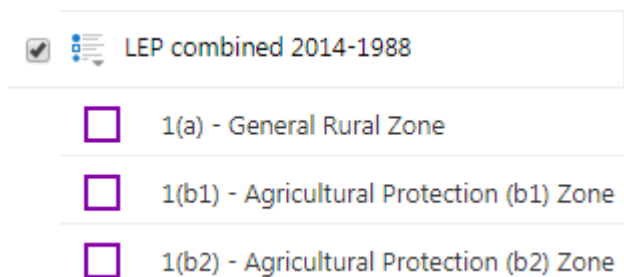 LEP combined 2014-1988
1(a) - General Rural Zone
1(b1) - Agricultural Protection (b1) Zone
1(b2) - Agricultural Protection (b2) Zone